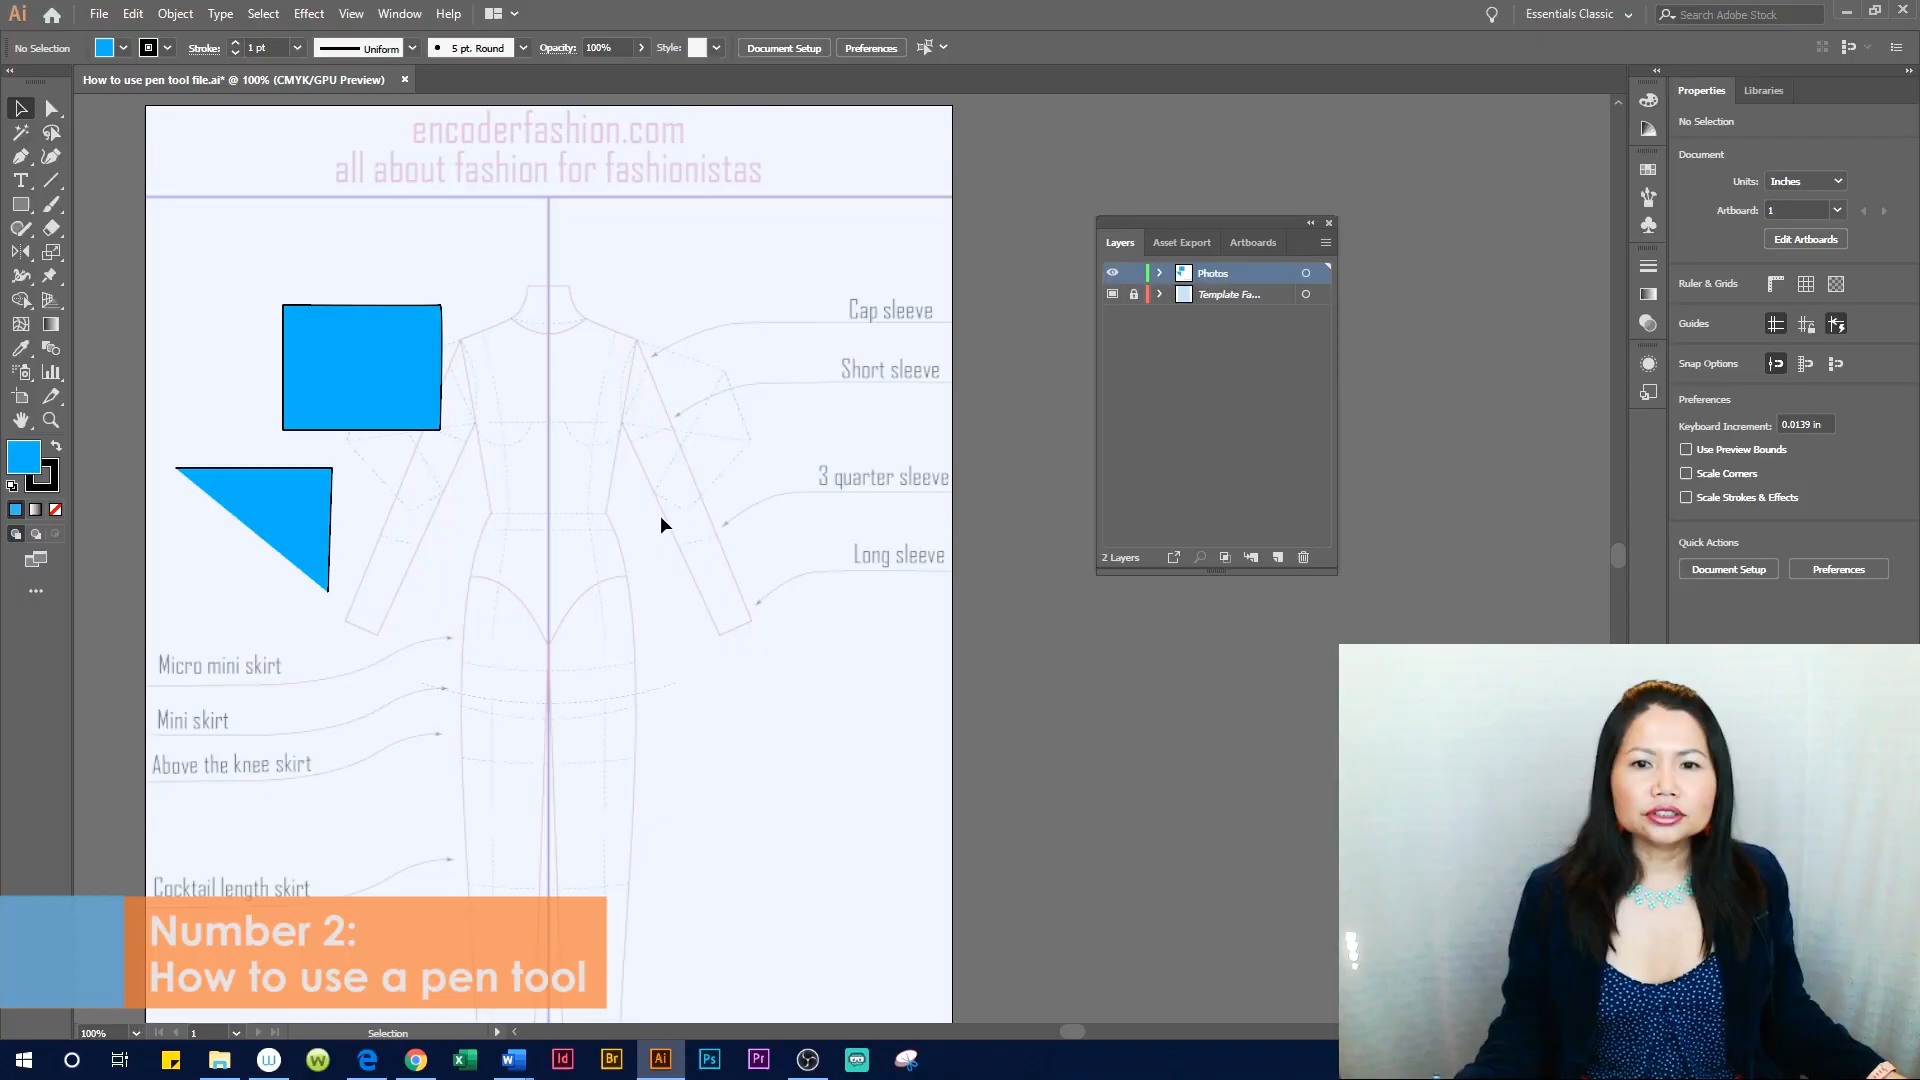 Ai File Edit Object Type Select Effect View Window Help Essentials Classic Search Adobe Stock
No Selection Stroke: 1 pt Uniform 5 pt. Round Opacity: 100% Style: Document Setup Preferences
How to use pen tool file.ai* @ 100% (CMYK/GPU Preview)
encoderfashion.com
all about fashion for fashionistas
Cap sleeve
Short sleeve
3 quarter sleeve
Long sleeve
Micro mini skirt
Mini skirt
Above the knee skirt
Cocktail length skirt
Layers Asset Export Artboards
Photos
Template Fa...
2 Layers
Properties Libraries
No Selection
Document
Units: Inches
Artboard: 1
Edit Artboards
Ruler & Grids
Guides
Snap Options
Preferences
Keyboard Increment: 0.0139 in
Use Preview Bounds
Scale Corners
Scale Strokes & Effects
Quick Actions
Document Setup Preferences
Number 2:
How to use a pen tool
100% 1 Selection
Id Br Ai Ps Pr